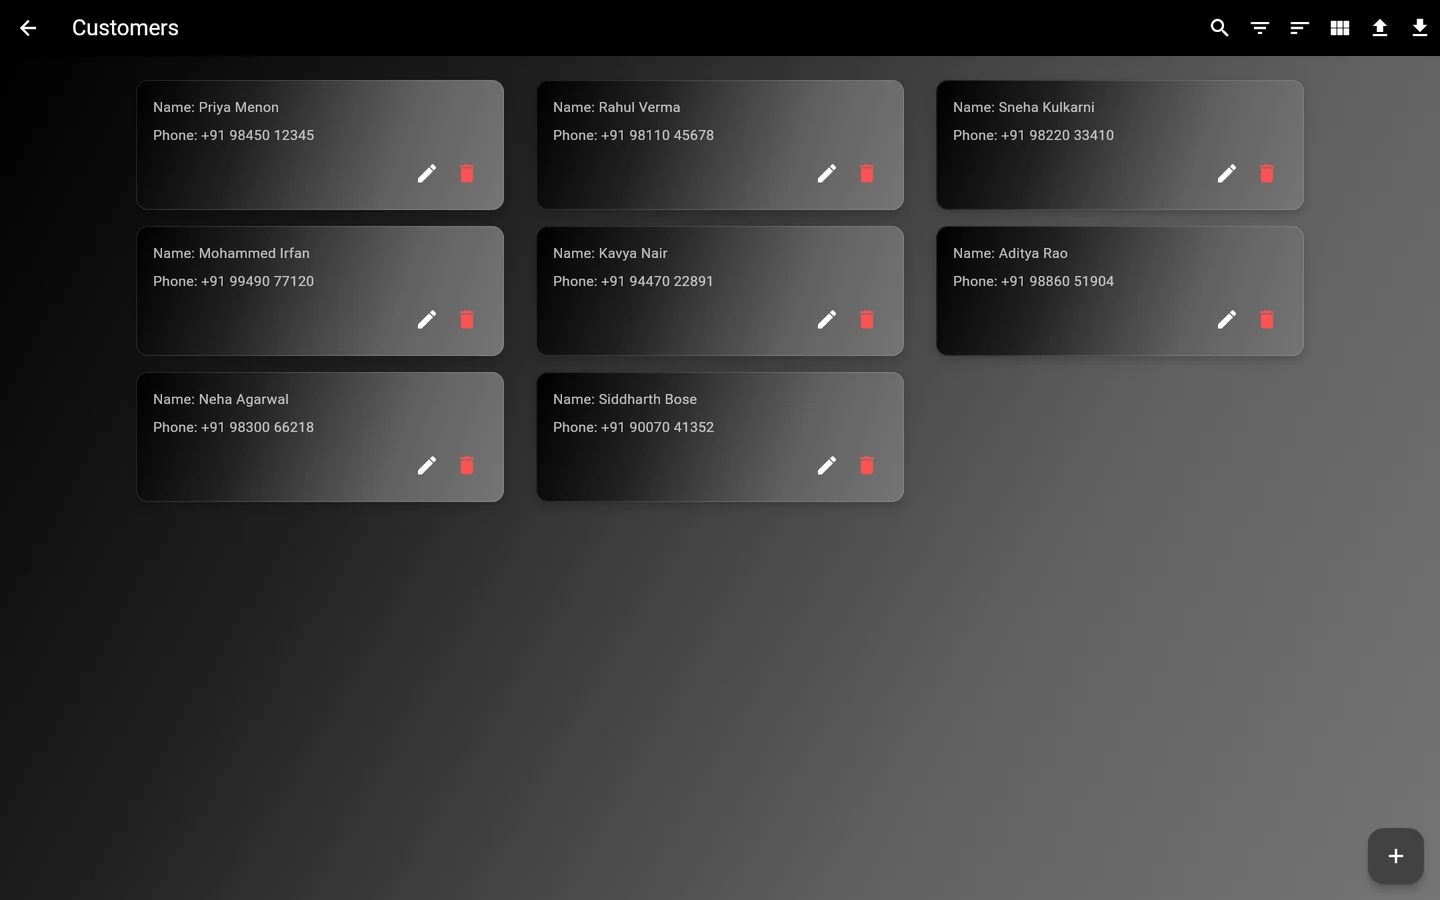 Customers
Name: Priya Menon
Phone: +91 98450 12345
Name: Rahul Verma
Phone: +91 98110 45678
Name: Sneha Kulkarni
Phone: +91 98220 33410
Name: Mohammed Irfan
Phone: +91 99490 77120
Name: Kavya Nair
Phone: +91 94470 22891
Name: Aditya Rao
Phone: +91 98860 51904
Name: Neha Agarwal
Phone: +91 98300 66218
Name: Siddharth Bose
Phone: +91 90070 41352